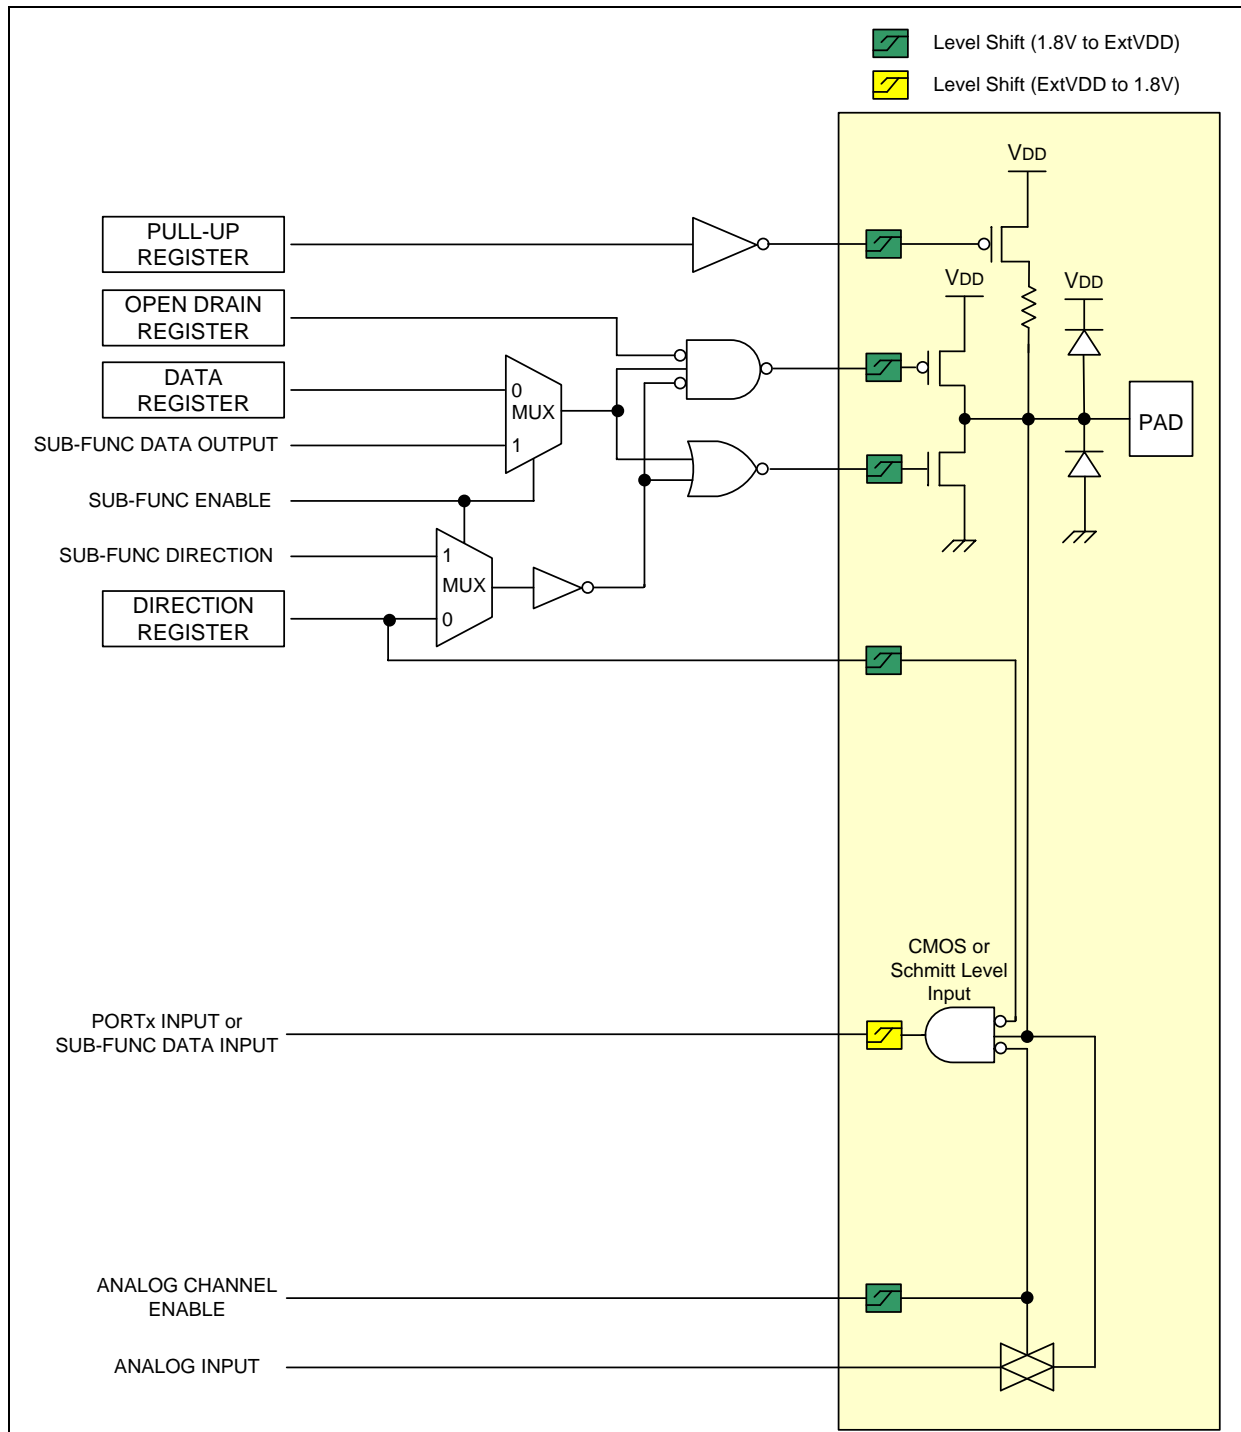 Level Shift (1.8V to ExtVDD)
Level Shift (ExtVDD to 1.8V)
VDD
PULL-UP
REGISTER
VDD
VDD
OPEN DRAIN
REGISTER
DATA
REGISTER
0
MUX
1
PAD
SUB-FUNC DATA OUTPUT
SUB-FUNC ENABLE
SUB-FUNC DIRECTION
1
MUX
0
DIRECTION
REGISTER
CMOS or
Schmitt Level
Input
PORTx INPUT or
SUB-FUNC DATA INPUT
ANALOG CHANNEL
ENABLE
ANALOG INPUT